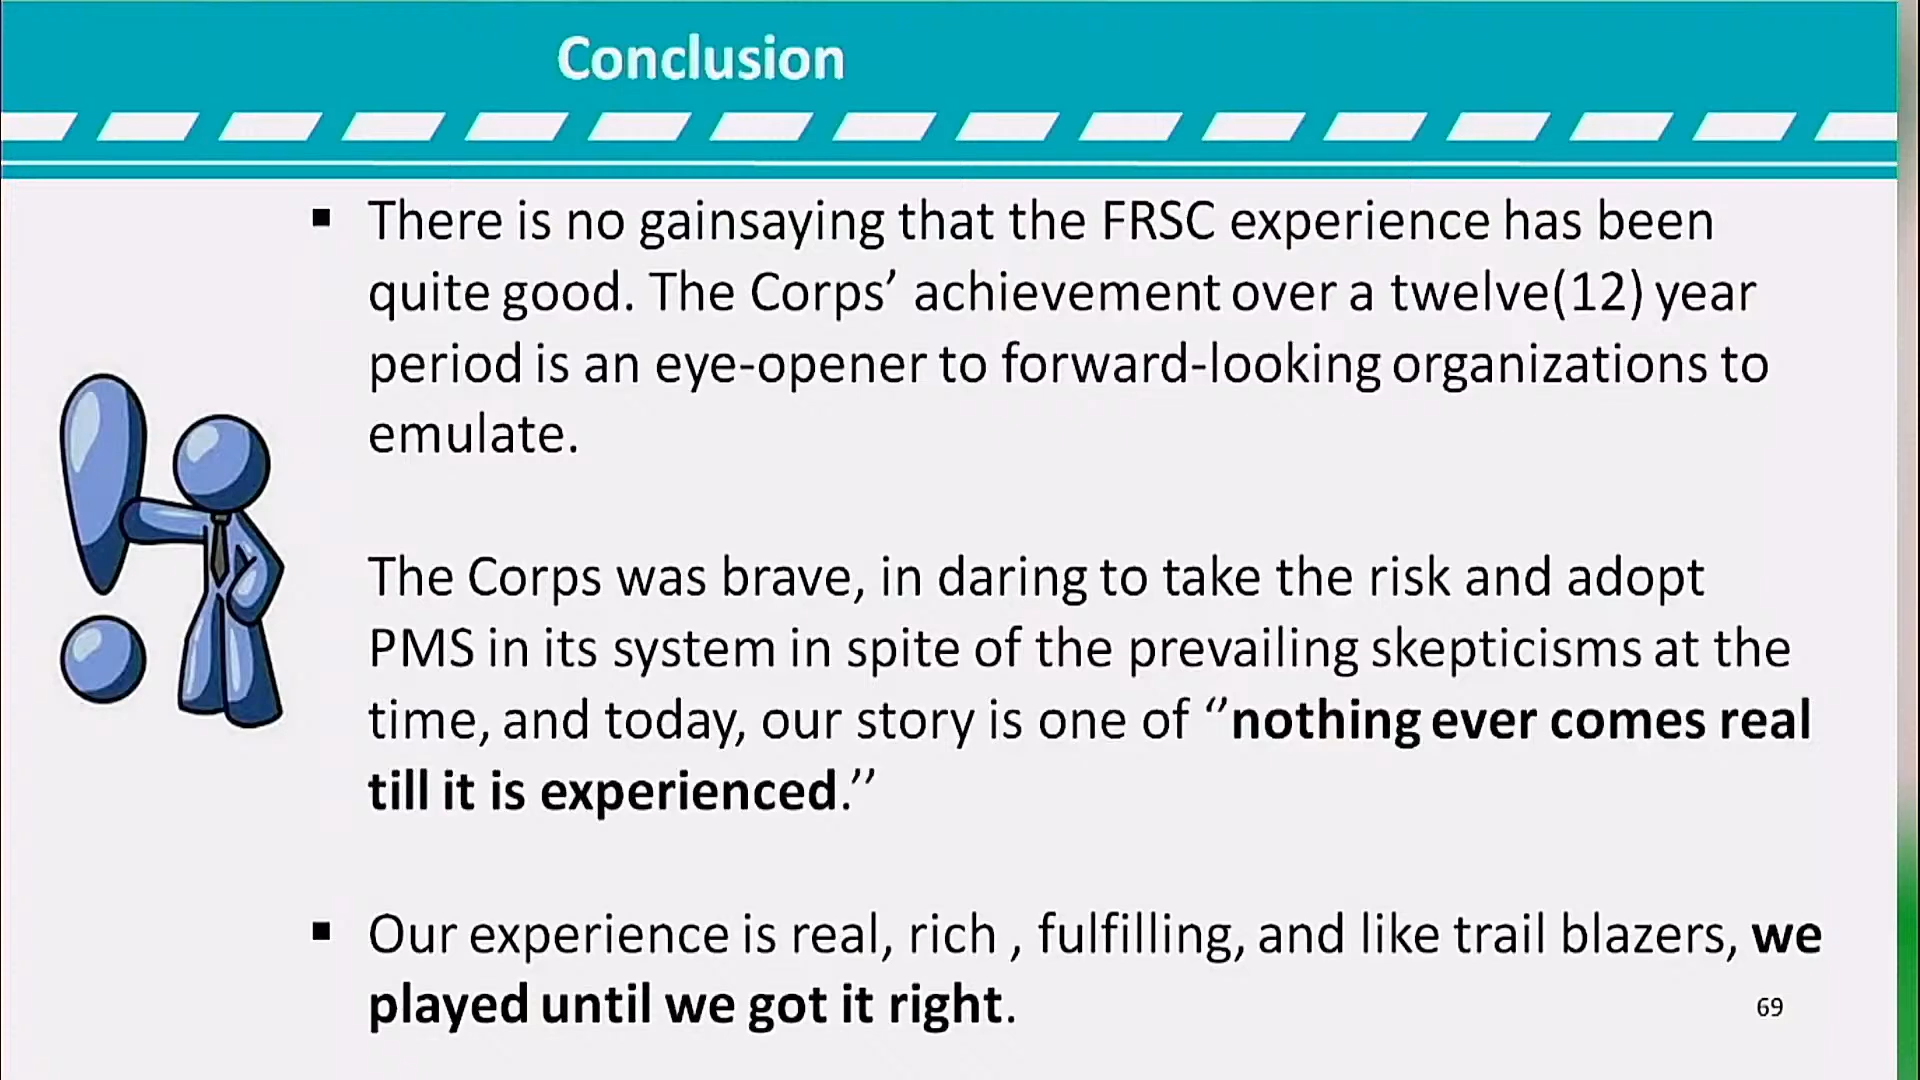 Conclusion
▪ There is no gainsaying that the FRSC experience has been
quite good. The Corps’ achievement over a twelve(12) year
period is an eye-opener to forward-looking organizations to
emulate.
The Corps was brave, in daring to take the risk and adopt
PMS in its system in spite of the prevailing skepticisms at the
time, and today, our story is one of ‘’nothing ever comes real
till it is experienced.’’
▪ Our experience is real, rich , fulfilling, and like trail blazers, we
played until we got it right.
69